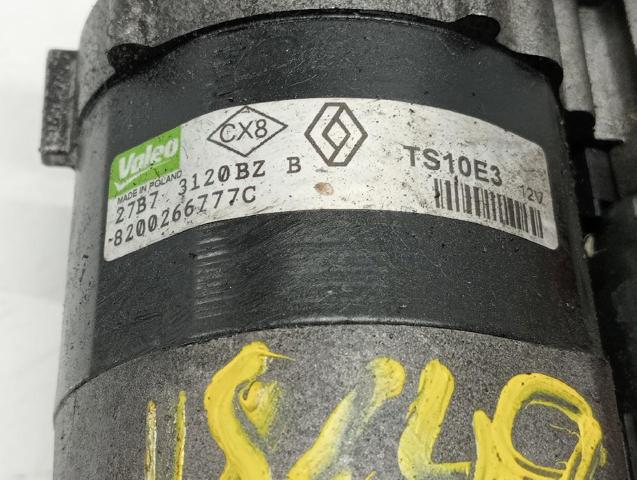 Valeo CX8 TS10E3 12V
MADE IN POLAND
27B7 3120BZ B
8200266777C